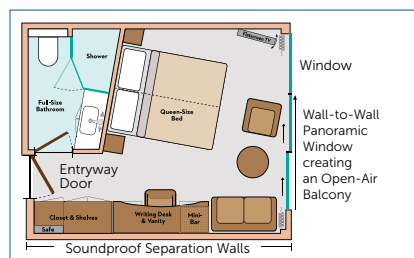 Shower
Flatscreen TV
Window
Full-Size
Bathroom
Queen-Size
Bed
Wall-to-Wall
Panoramic
Window
creating
an Open-Air
Balcony
Entryway
Door
Closet & Shelves
Writing Desk
& Vanity
Mini-
Bar
Safe
Soundproof Separation Walls